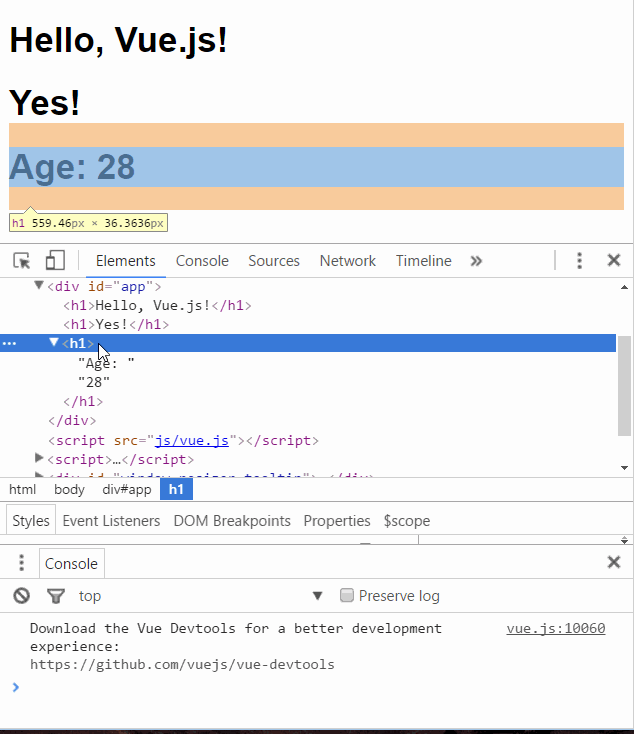 Hello, Vue.js!
Yes!
Age: 28
h1 559.46px × 36.3636px
Elements Console Sources Network Timeline »
<div id="app">
<h1>Hello, Vue.js!</h1>
<h1>Yes!</h1>
<h1>
"Age: "
"28"
</h1>
</div>
<script src="js/vue.js"></script>
<script>…</script>
html body div#app h1
Styles Event Listeners DOM Breakpoints Properties $scope
Console
top Preserve log
Download the Vue Devtools for a better development vue.js:10060
experience:
https://github.com/vuejs/vue-devtools